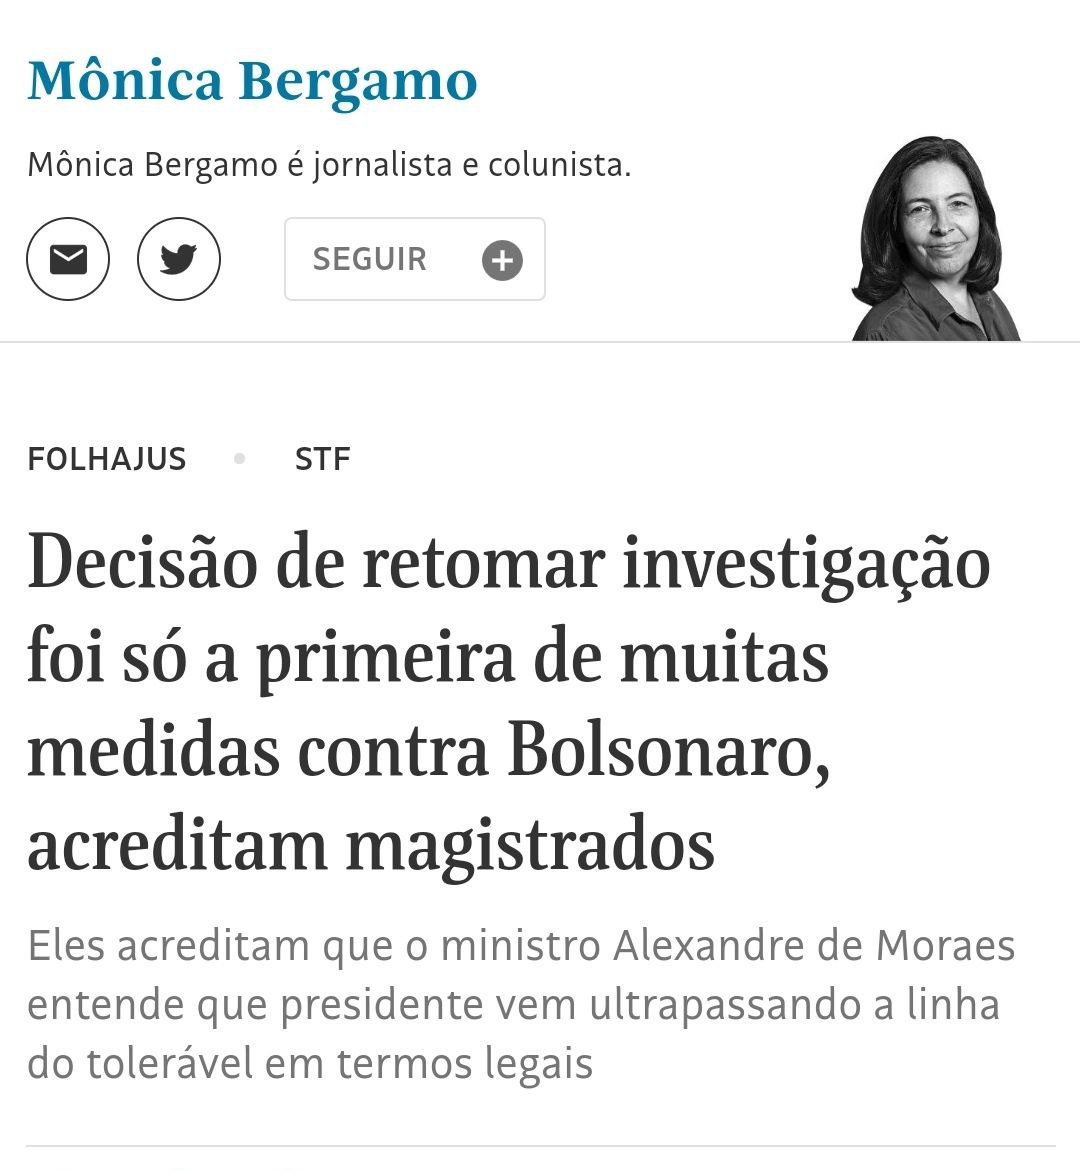 Mônica Bergamo
Mônica Bergamo é jornalista e colunista.
SEGUIR
FOLHAJUS • STF
Decisão de retomar investigação
foi só a primeira de muitas
medidas contra Bolsonaro,
acreditam magistrados
Eles acreditam que o ministro Alexandre de Moraes
entende que presidente vem ultrapassando a linha
do tolerável em termos legais